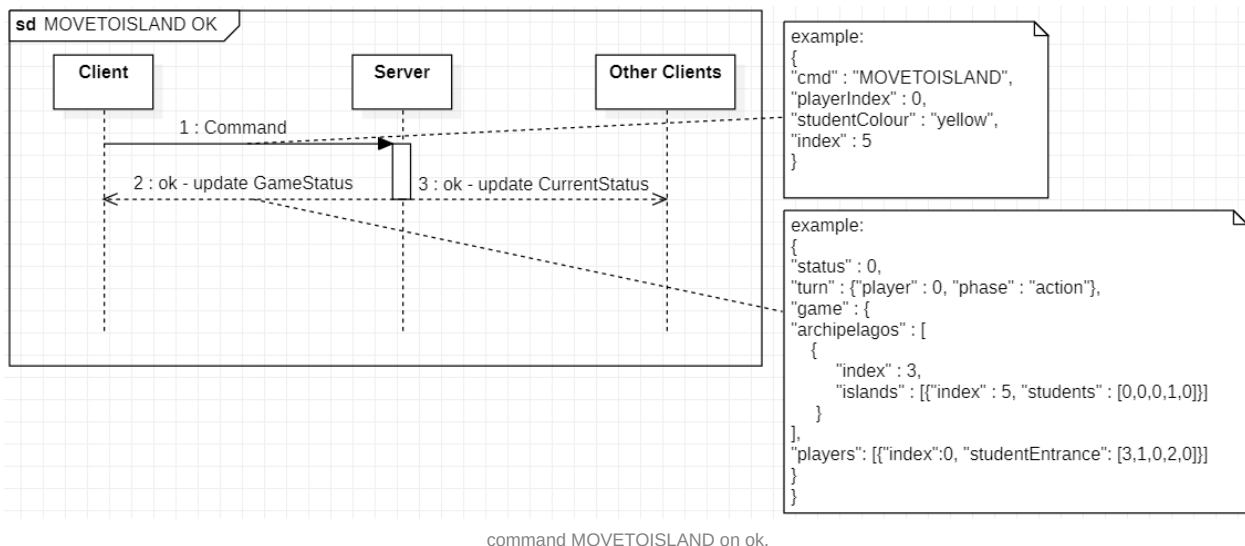 sd MOVETOISLAND OK
Client
Server
Other Clients
1 : Command
2 : ok - update GameStatus
3 : ok - update CurrentStatus
example:
{
"cmd" : "MOVETOISLAND",
"playerIndex" : 0,
"studentColour" : "yellow",
"index" : 5
}
example:
{
"status" : 0,
"turn" : {"player" : 0, "phase" : "action"},
"game" : {
"archipelagos" : [
{
"index" : 3,
"islands" : [{"index" : 5, "students" : [0,0,0,1,0]}]
}
],
"players": [{"index":0, "studentEntrance": [3,1,0,2,0]}]
}
}
command MOVETOISLAND on ok.